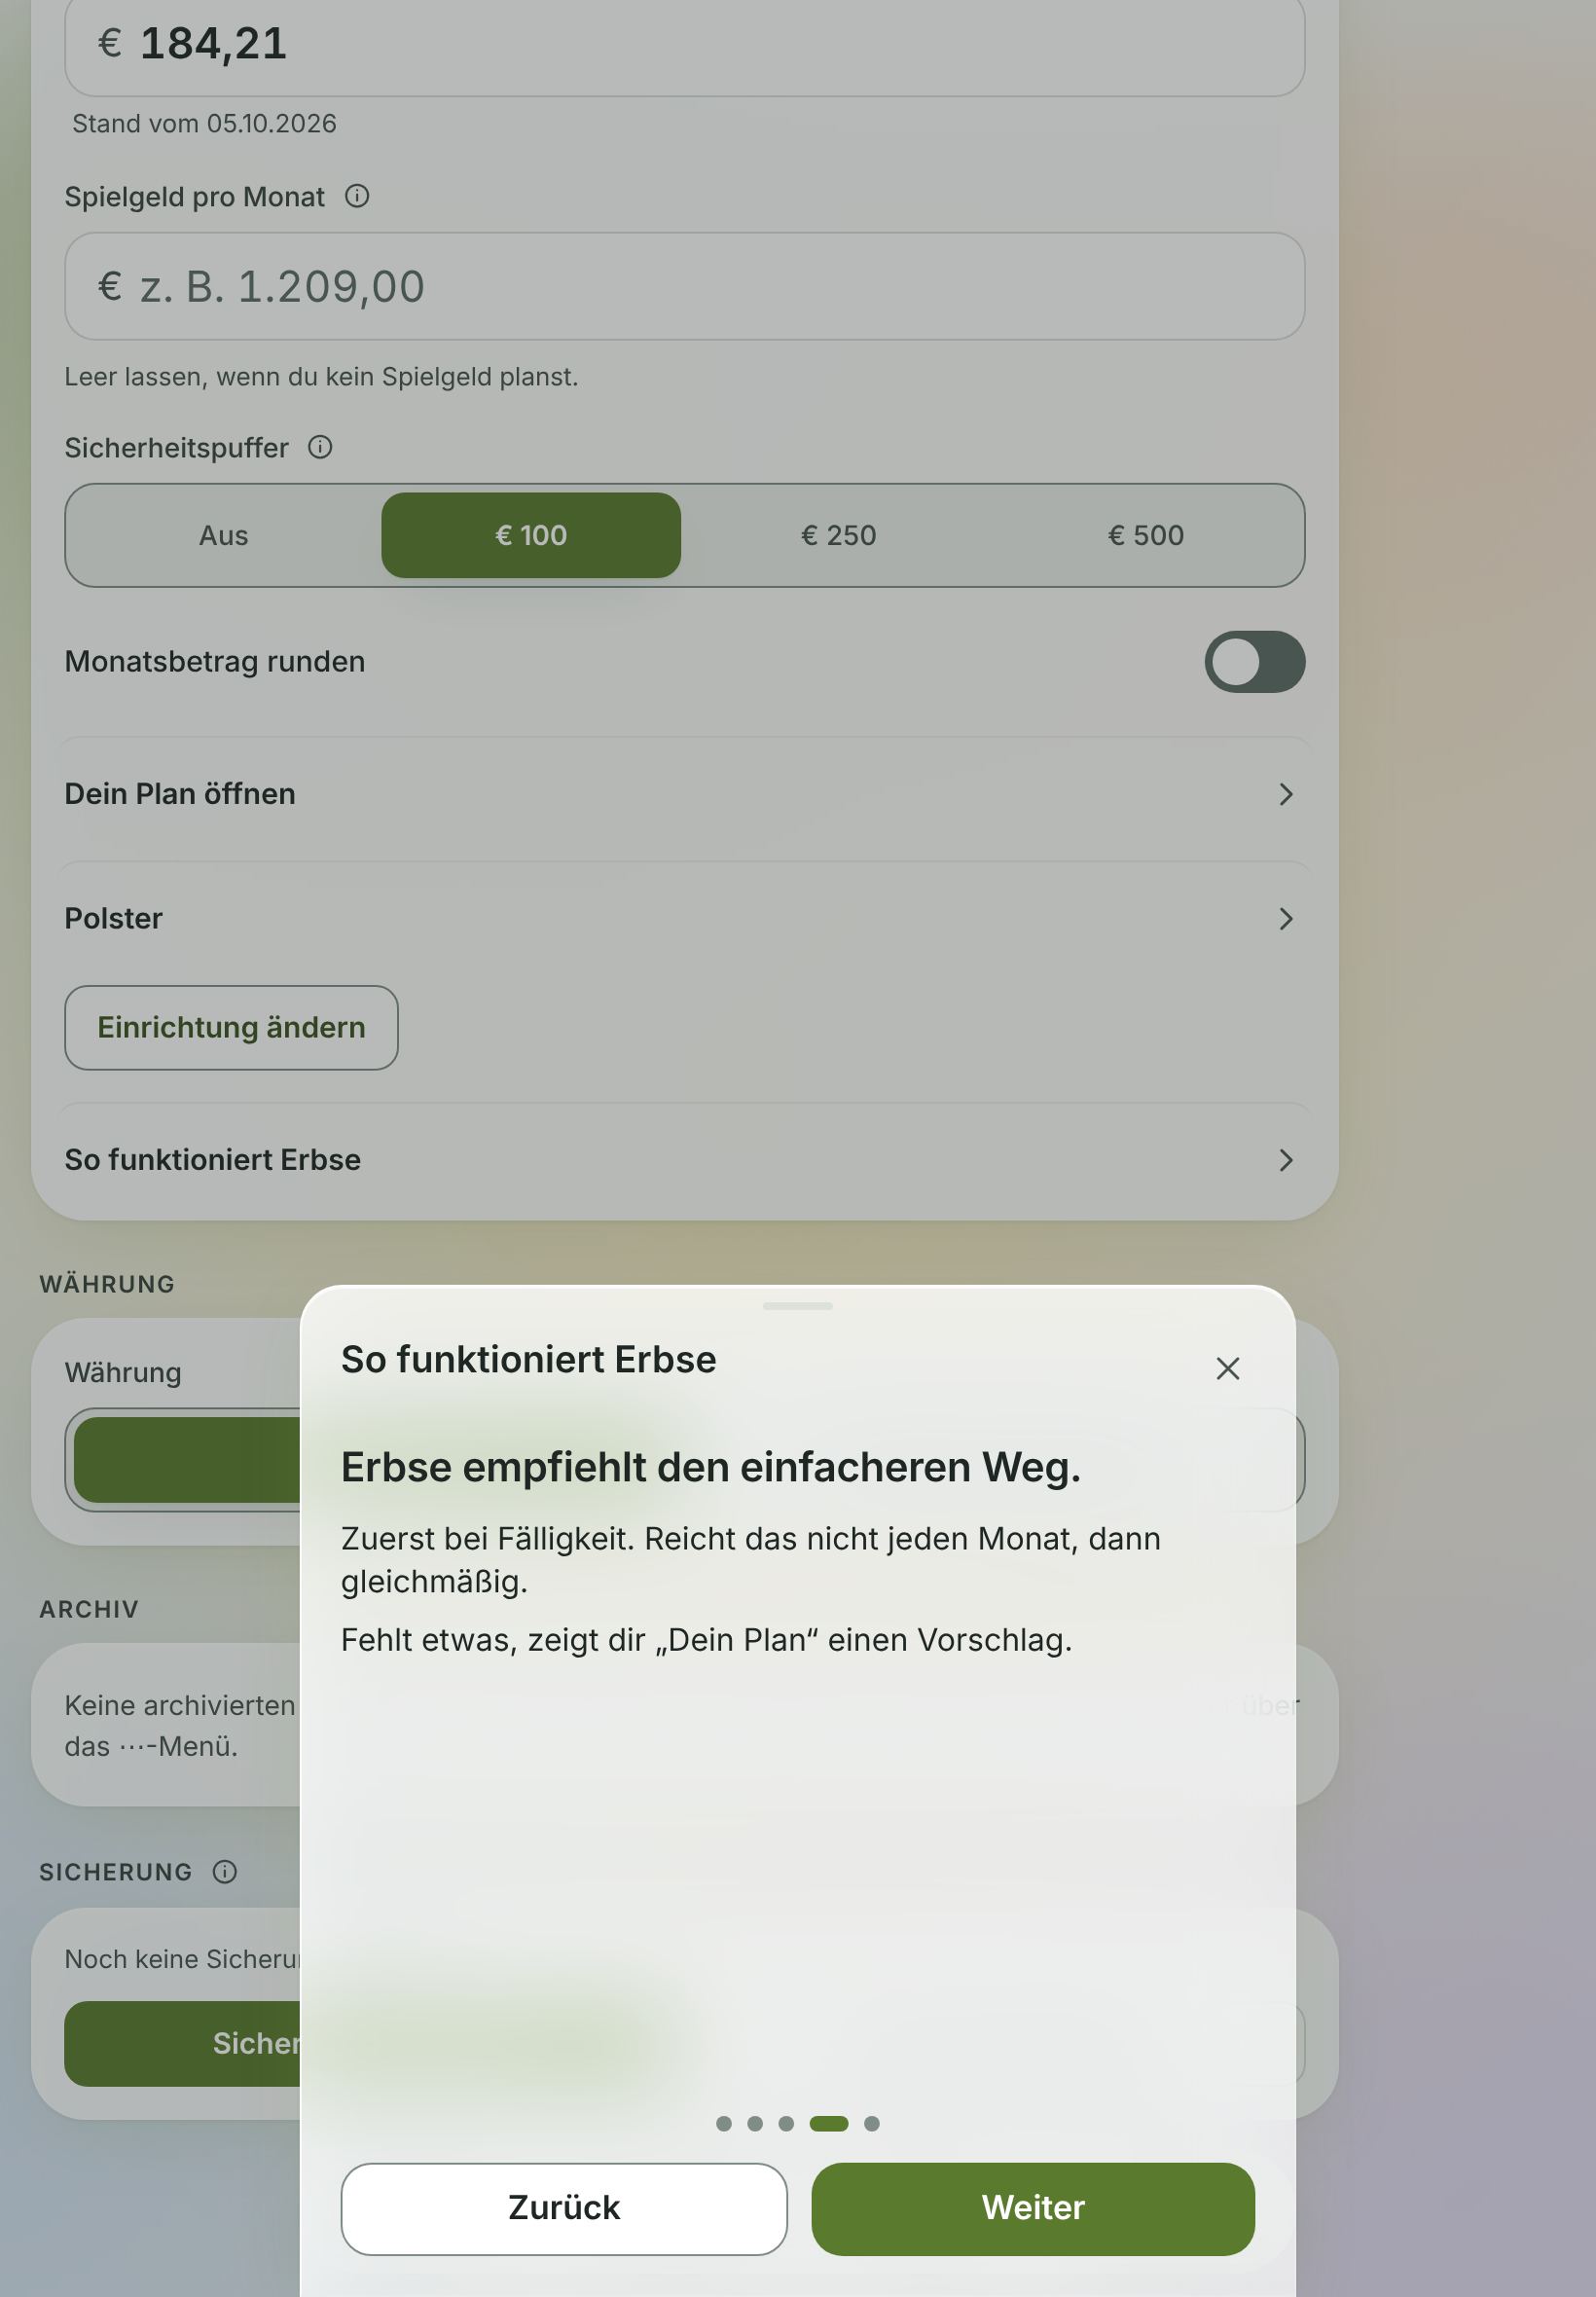 € 184,21
Stand vom 05.10.2026
Spielgeld pro Monat
€ z. B. 1.209,00
Leer lassen, wenn du kein Spielgeld planst.
Sicherheitspuffer
Aus € 100 € 250 € 500
Monatsbetrag runden
Dein Plan öffnen
Polster
Einrichtung ändern
So funktioniert Erbse
WÄHRUNG
Währung
ARCHIV
Keine archivierten über
das ···-Menü.
SICHERUNG
Noch keine
So funktioniert Erbse
Erbse empfiehlt den einfacheren Weg.
Zuerst bei Fälligkeit. Reicht das nicht jeden Monat, dann
gleichmäßig.
Fehlt etwas, zeigt dir „Dein Plan“ einen Vorschlag.
Zurück Weiter